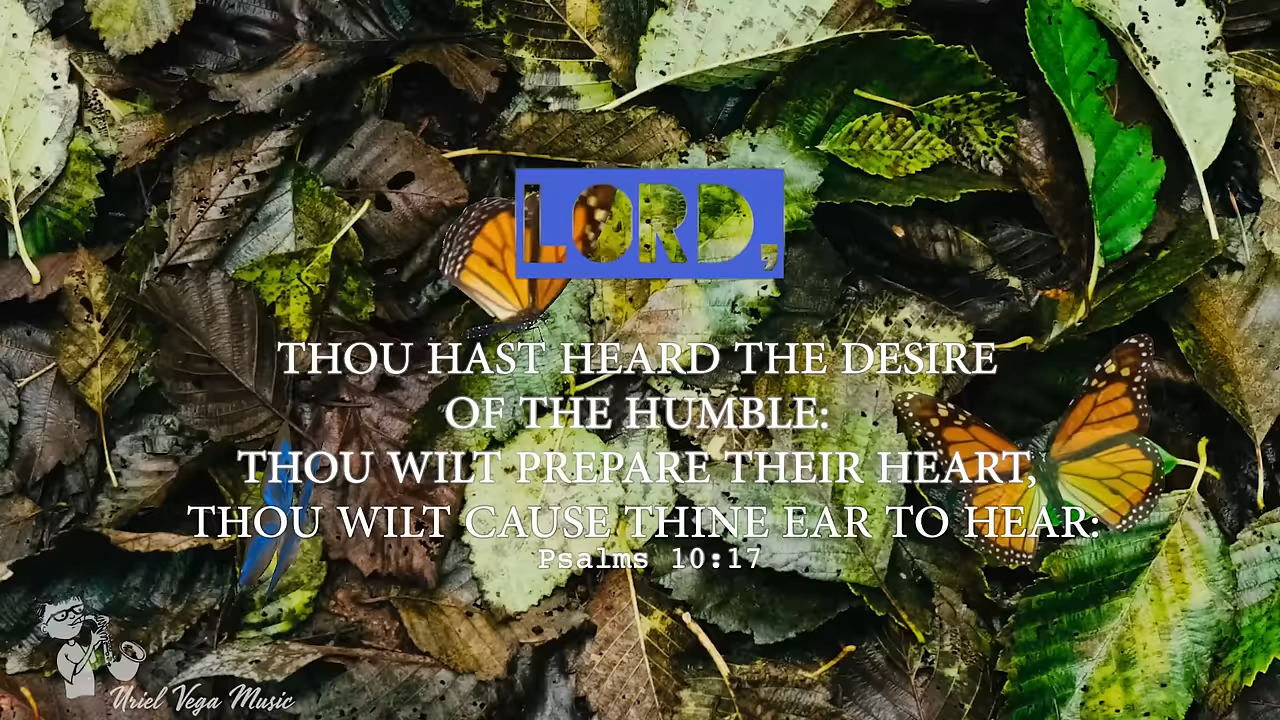 LORD,
THOU HAST HEARD THE DESIRE
OF THE HUMBLE:
THOU WILT PREPARE THEIR HEART,
THOU WILT CAUSE THINE EAR TO HEAR:
Psalms 10:17
Uriel Vega Music